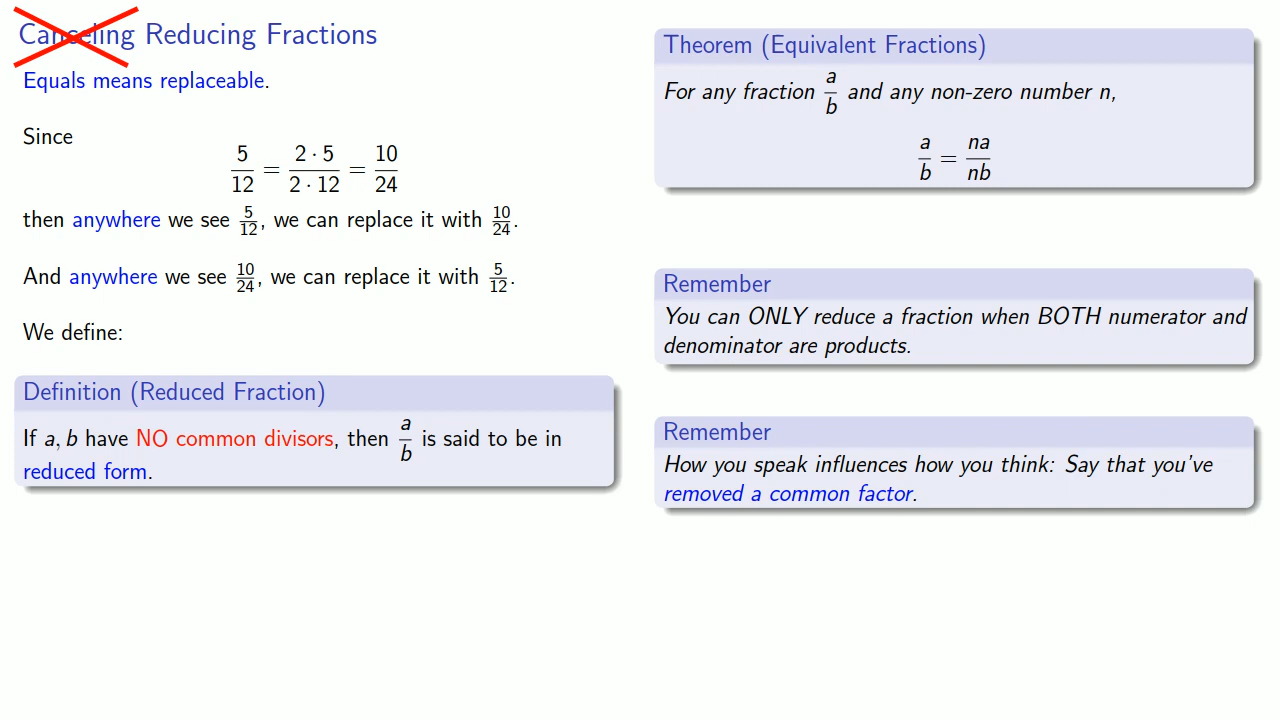 Canceling Reducing Fractions
Equals means replaceable.
Since
5/12 = 2 · 5/2 · 12 = 10/24
then anywhere we see 5/12, we can replace it with 10/24.
And anywhere we see 10/24, we can replace it with 5/12.
We define:
Definition (Reduced Fraction)
If a, b have NO common divisors, then a/b is said to be in
reduced form.
Theorem (Equivalent Fractions)
For any fraction a/b and any non-zero number n,
a/b = na/nb
Remember
You can ONLY reduce a fraction when BOTH numerator and
denominator are products.
Remember
How you speak influences how you think: Say that you've
removed a common factor.